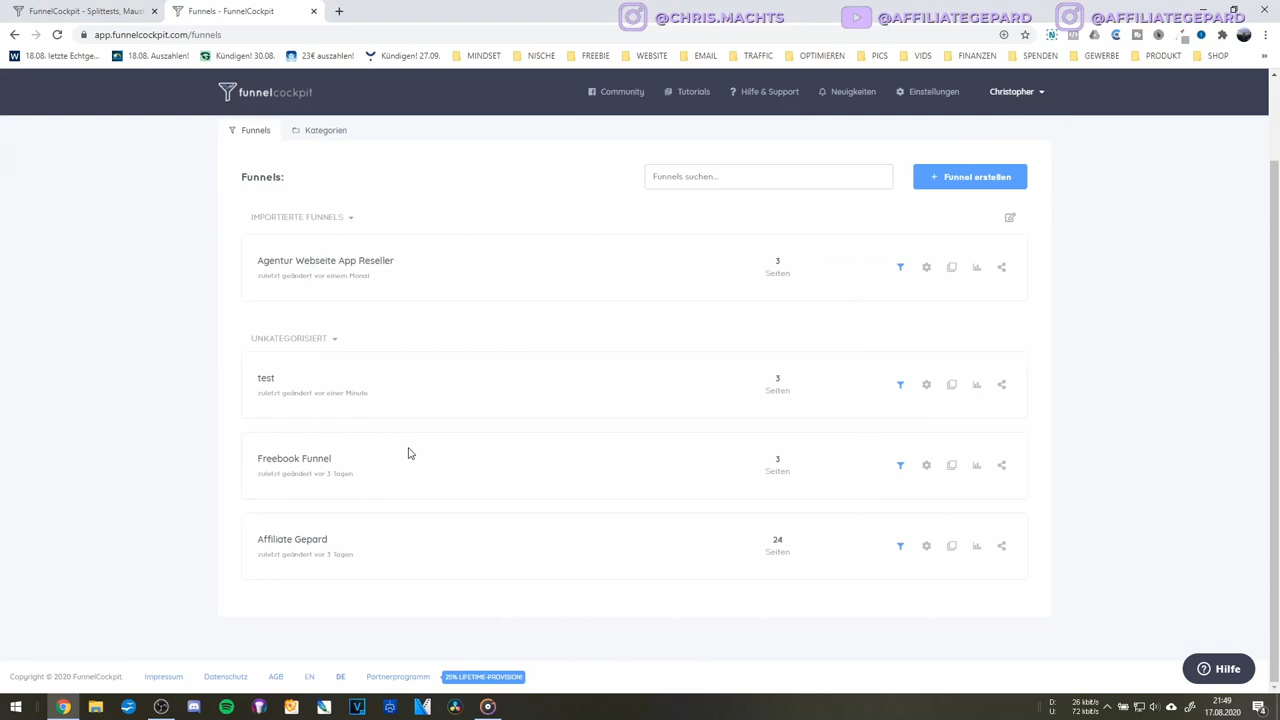 FunnelCockpit - Splittests, Maust
Funnels - FunnelCockpit
@CHRIS.MACHTS
@AFFILIATEGEPARD
@AFFILIATEGEPARD
app.funnelcockpit.com/funnels
18.08. letzte Echtge...
18.08. Auszahlen!
Kündigen! 30.08.
23€ auszahlen!
Kündigen! 27.09.
MINDSET
NISCHE
FREEBIE
WEBSITE
EMAIL
TRAFFIC
OPTIMIEREN
PICS
VIDS
FINANZEN
SPENDEN
GEWERBE
PRODUKT
SHOP
funnelcockpit
Community
Tutorials
Hilfe & Support
Neuigkeiten
Einstellungen
Christopher
Funnels
Kategorien
Funnels:
Funnels suchen...
+ Funnel erstellen
IMPORTIERTE FUNNELS
Agentur Webseite App Reseller
zuletzt geändert vor einem Monat
3
Seiten
UNKATEGORISIERT
test
zuletzt geändert vor einer Minute
3
Seiten
Freebook Funnel
zuletzt geändert vor 3 Tagen
3
Seiten
Affiliate Gepard
zuletzt geändert vor 3 Tagen
24
Seiten
Hilfe
Copyright © 2020 FunnelCockpit.
Impressum
Datenschutz
AGB
EN
DE
Partnerprogramm
25% LIFETIME-PROVISION!
D: 26 kB/s
U: 72 kB/s
21:49
17.08.2020